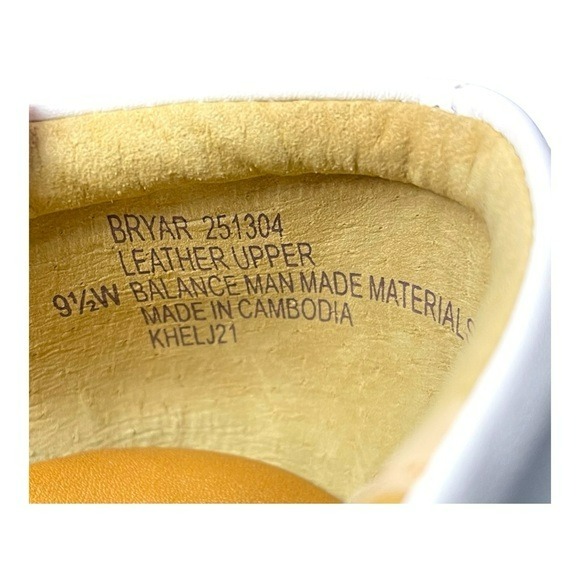 BRYAR 251304
LEATHER UPPER
9½W BALANCE MAN MADE MATERIALS
MADE IN CAMBODIA
KHELJ21